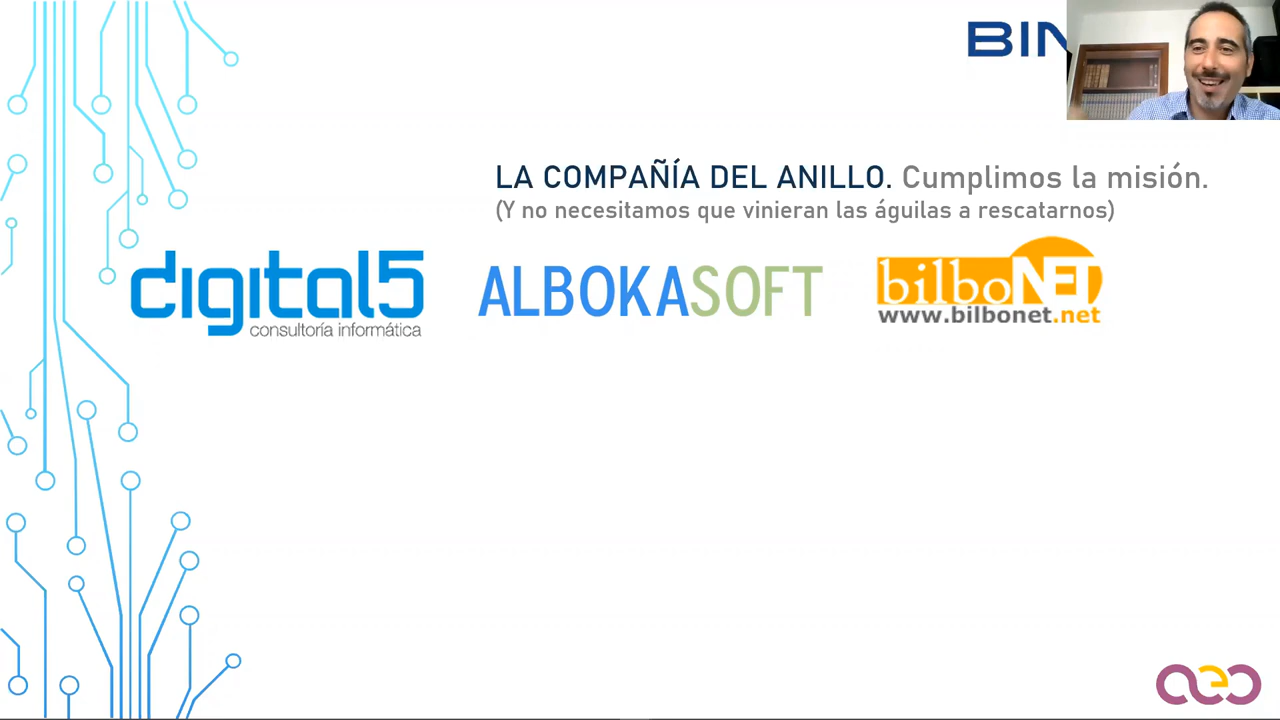 BIN
LA COMPAÑÍA DEL ANILLO. Cumplimos la misión.
(Y no necesitamos que vinieran las águilas a rescatarnos)
digital5
consultoría informática
ALBOKASOFT
bilboNET
www.bilbonet.net
aeo